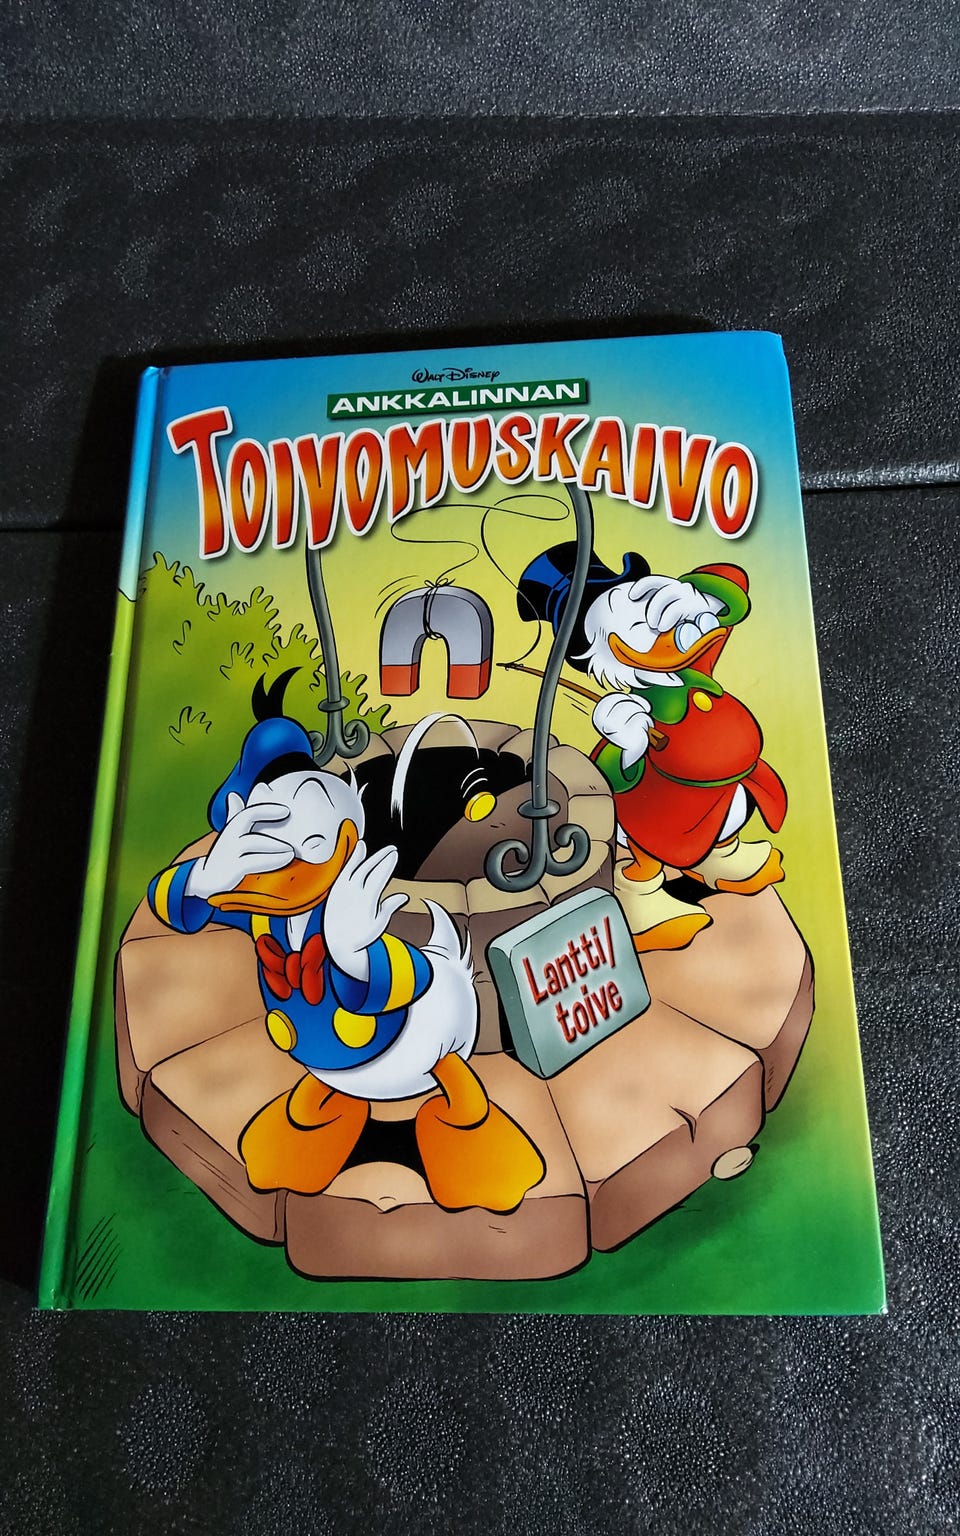 Walt Disney
ANKKALINNAN
TOIVOMUSKAIVO
Lantti/
toive